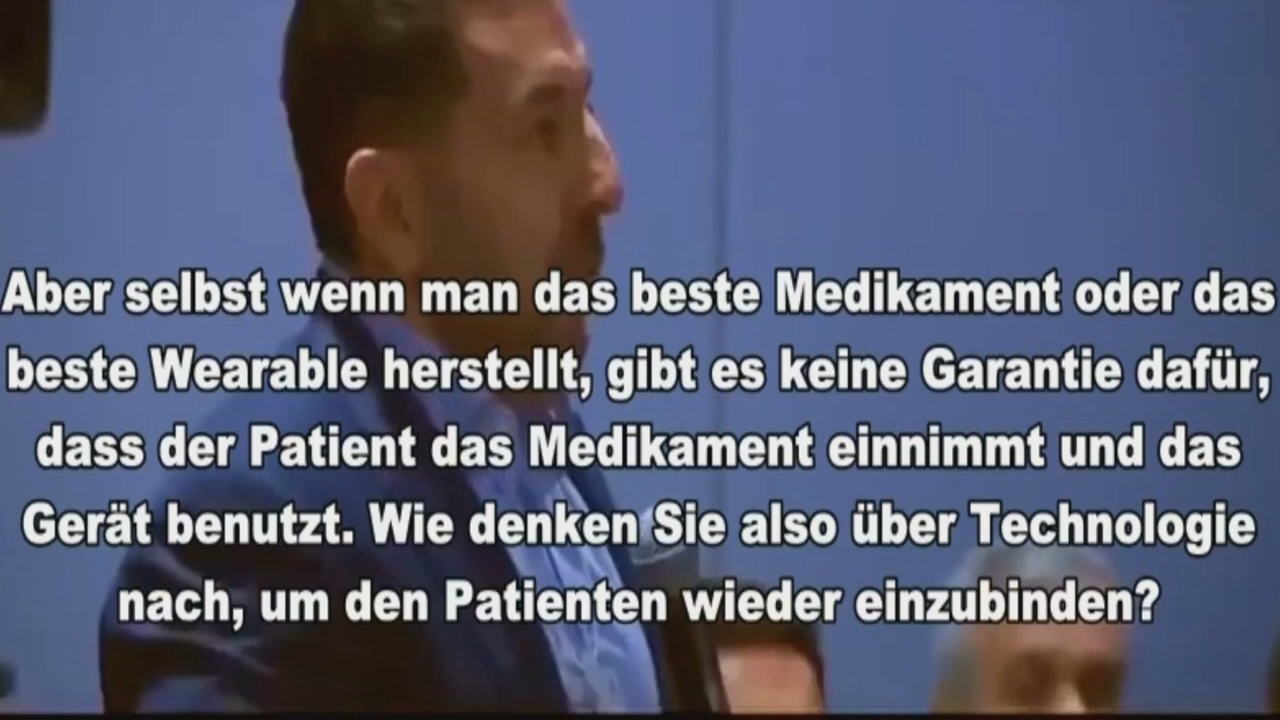 Aber selbst wenn man das beste Medikament oder das
beste Wearable herstellt, gibt es keine Garantie dafür,
dass der Patient das Medikament einnimmt und das
Gerät benutzt. Wie denken Sie also über Technologie
nach, um den Patienten wieder einzubinden?